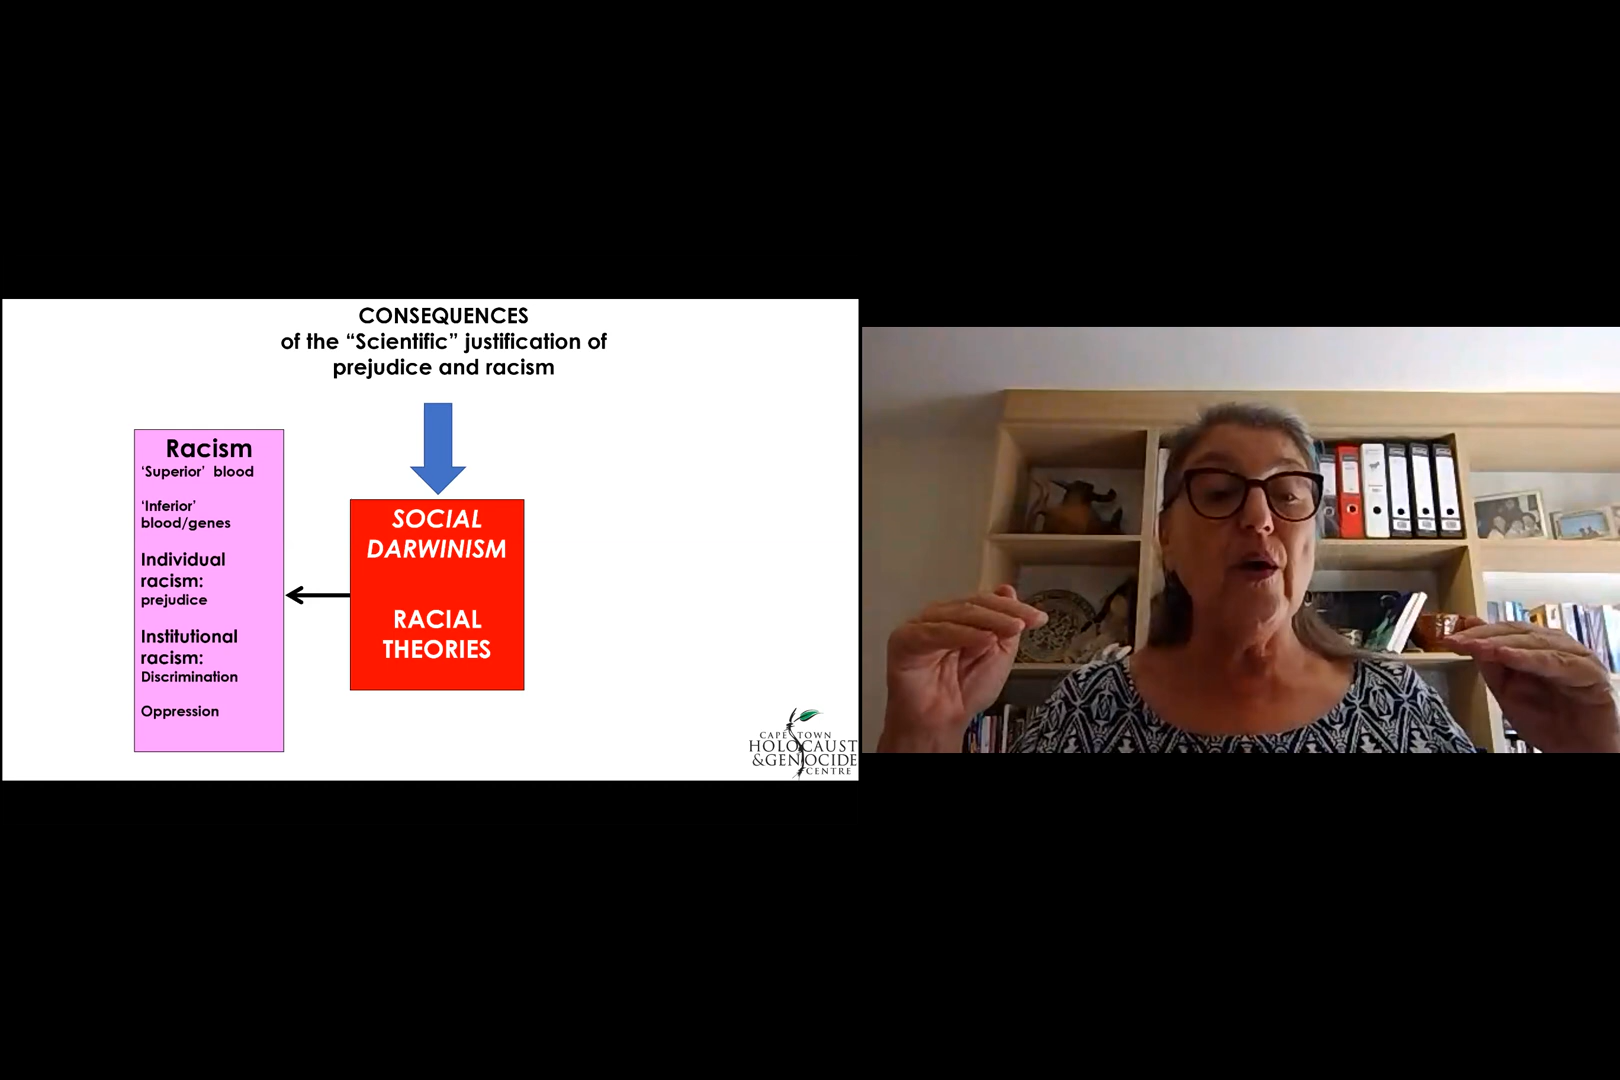 CONSEQUENCES
of the “Scientific” justification of
prejudice and racism
Racism
‘Superior’ blood
‘Inferior’
blood/genes
Individual
racism:
prejudice
Institutional
racism:
Discrimination
Oppression
SOCIAL
DARWINISM
RACIAL
THEORIES
CAPE TOWN
HOLOCAUST
&GENOCIDE
CENTRE